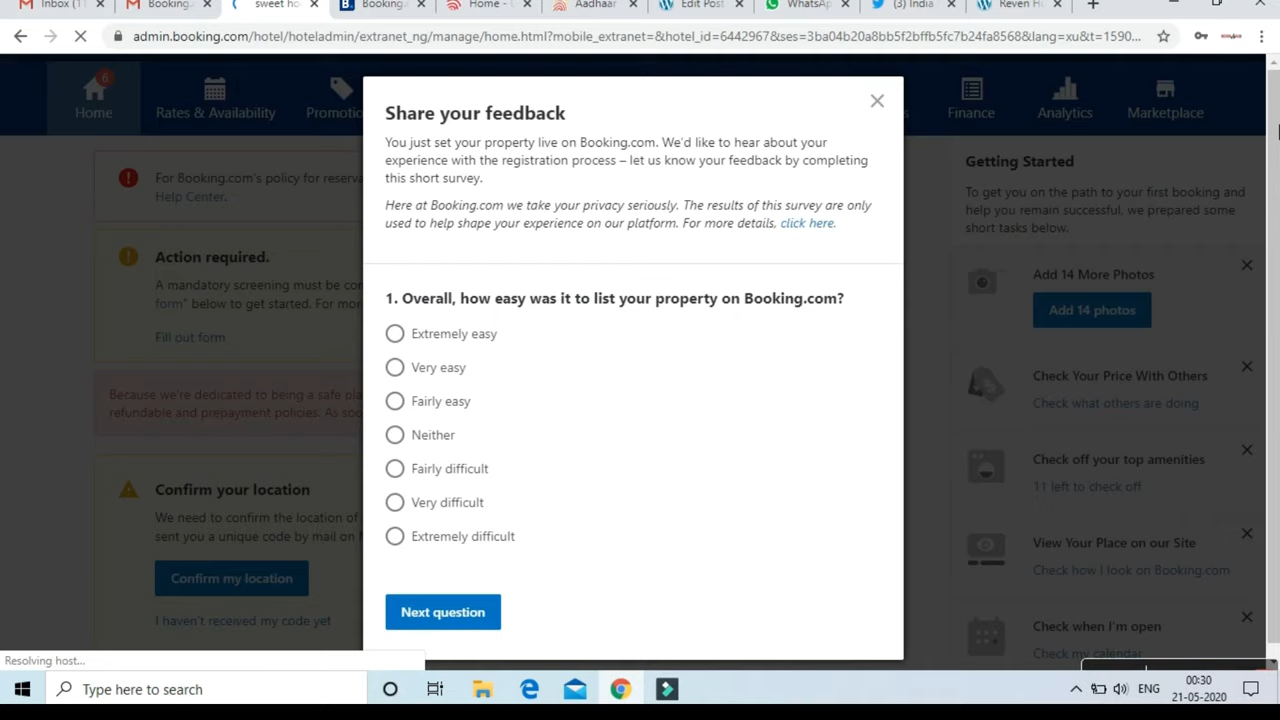 Inbox (11
Booking.
sweet ho
Booking.
Home -
Aadhaar
Edit Post
WhatsAp
(3) India
Reven H
admin.booking.com/hotel/hoteladmin/extranet_ng/manage/home.html?mobile_extranet=&hotel_id=6442967&ses=3ba04b20a8bb5f2bffb5fc7b24fa8568&lang=xu&t=1590...
6
Home
Rates & Availability
Promotio
s
Finance
Analytics
Marketplace
For Booking.com's policy for reserva
Help Center.
Action required.
A mandatory screening must be con
form" below to get started. For mor
Fill out form
Because we're dedicated to being a safe pla
refundable and prepayment policies. As soo
Confirm your location
We need to confirm the location of
sent you a unique code by mail on M
Confirm my location
I haven't received my code yet
Share your feedback
You just set your property live on Booking.com. We'd like to hear about your
experience with the registration process – let us know your feedback by completing
this short survey.
Here at Booking.com we take your privacy seriously. The results of this survey are only
used to help shape your experience on our platform. For more details, click here.
1. Overall, how easy was it to list your property on Booking.com?
Extremely easy
Very easy
Fairly easy
Neither
Fairly difficult
Very difficult
Extremely difficult
Next question
Getting Started
To get you on the path to your first booking and
help you remain successful, we prepared some
short tasks below.
Add 14 More Photos
Add 14 photos
Check Your Price With Others
Check what others are doing
Check off your top amenities
11 left to check off
View Your Place on our Site
Check how I look on Booking.com
Check when I'm open
Check my calendar
Resolving host...
Type here to search
ENG
00:30
21-05-2020